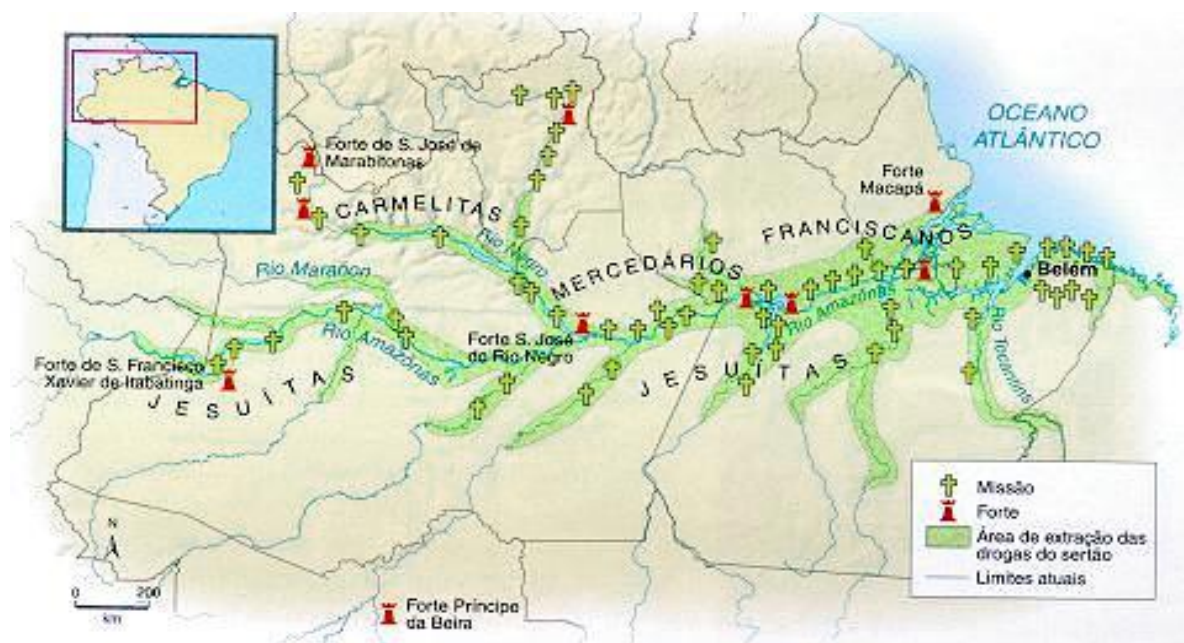 OCEANO
ATLÂNTICO
Forte de S. José de
Marabitonas
Forte
Macapá
CARMELITAS
FRANCISCANOS
Rio Negro
Rio Marañon
MERCEDÁRIOS
Belém
Rio Amazonas
Rio Amazônas
Forte S. José
do Rio Negro
Rio Tocantins
Forte de S. Francisco
Xavier de Itabatinga
JESUÍTAS
JESUÍTAS
Missão
Forte
Área de extração das
drogas do sertão
Limites atuais
N
0 200
km
Forte Príncipe
da Beira